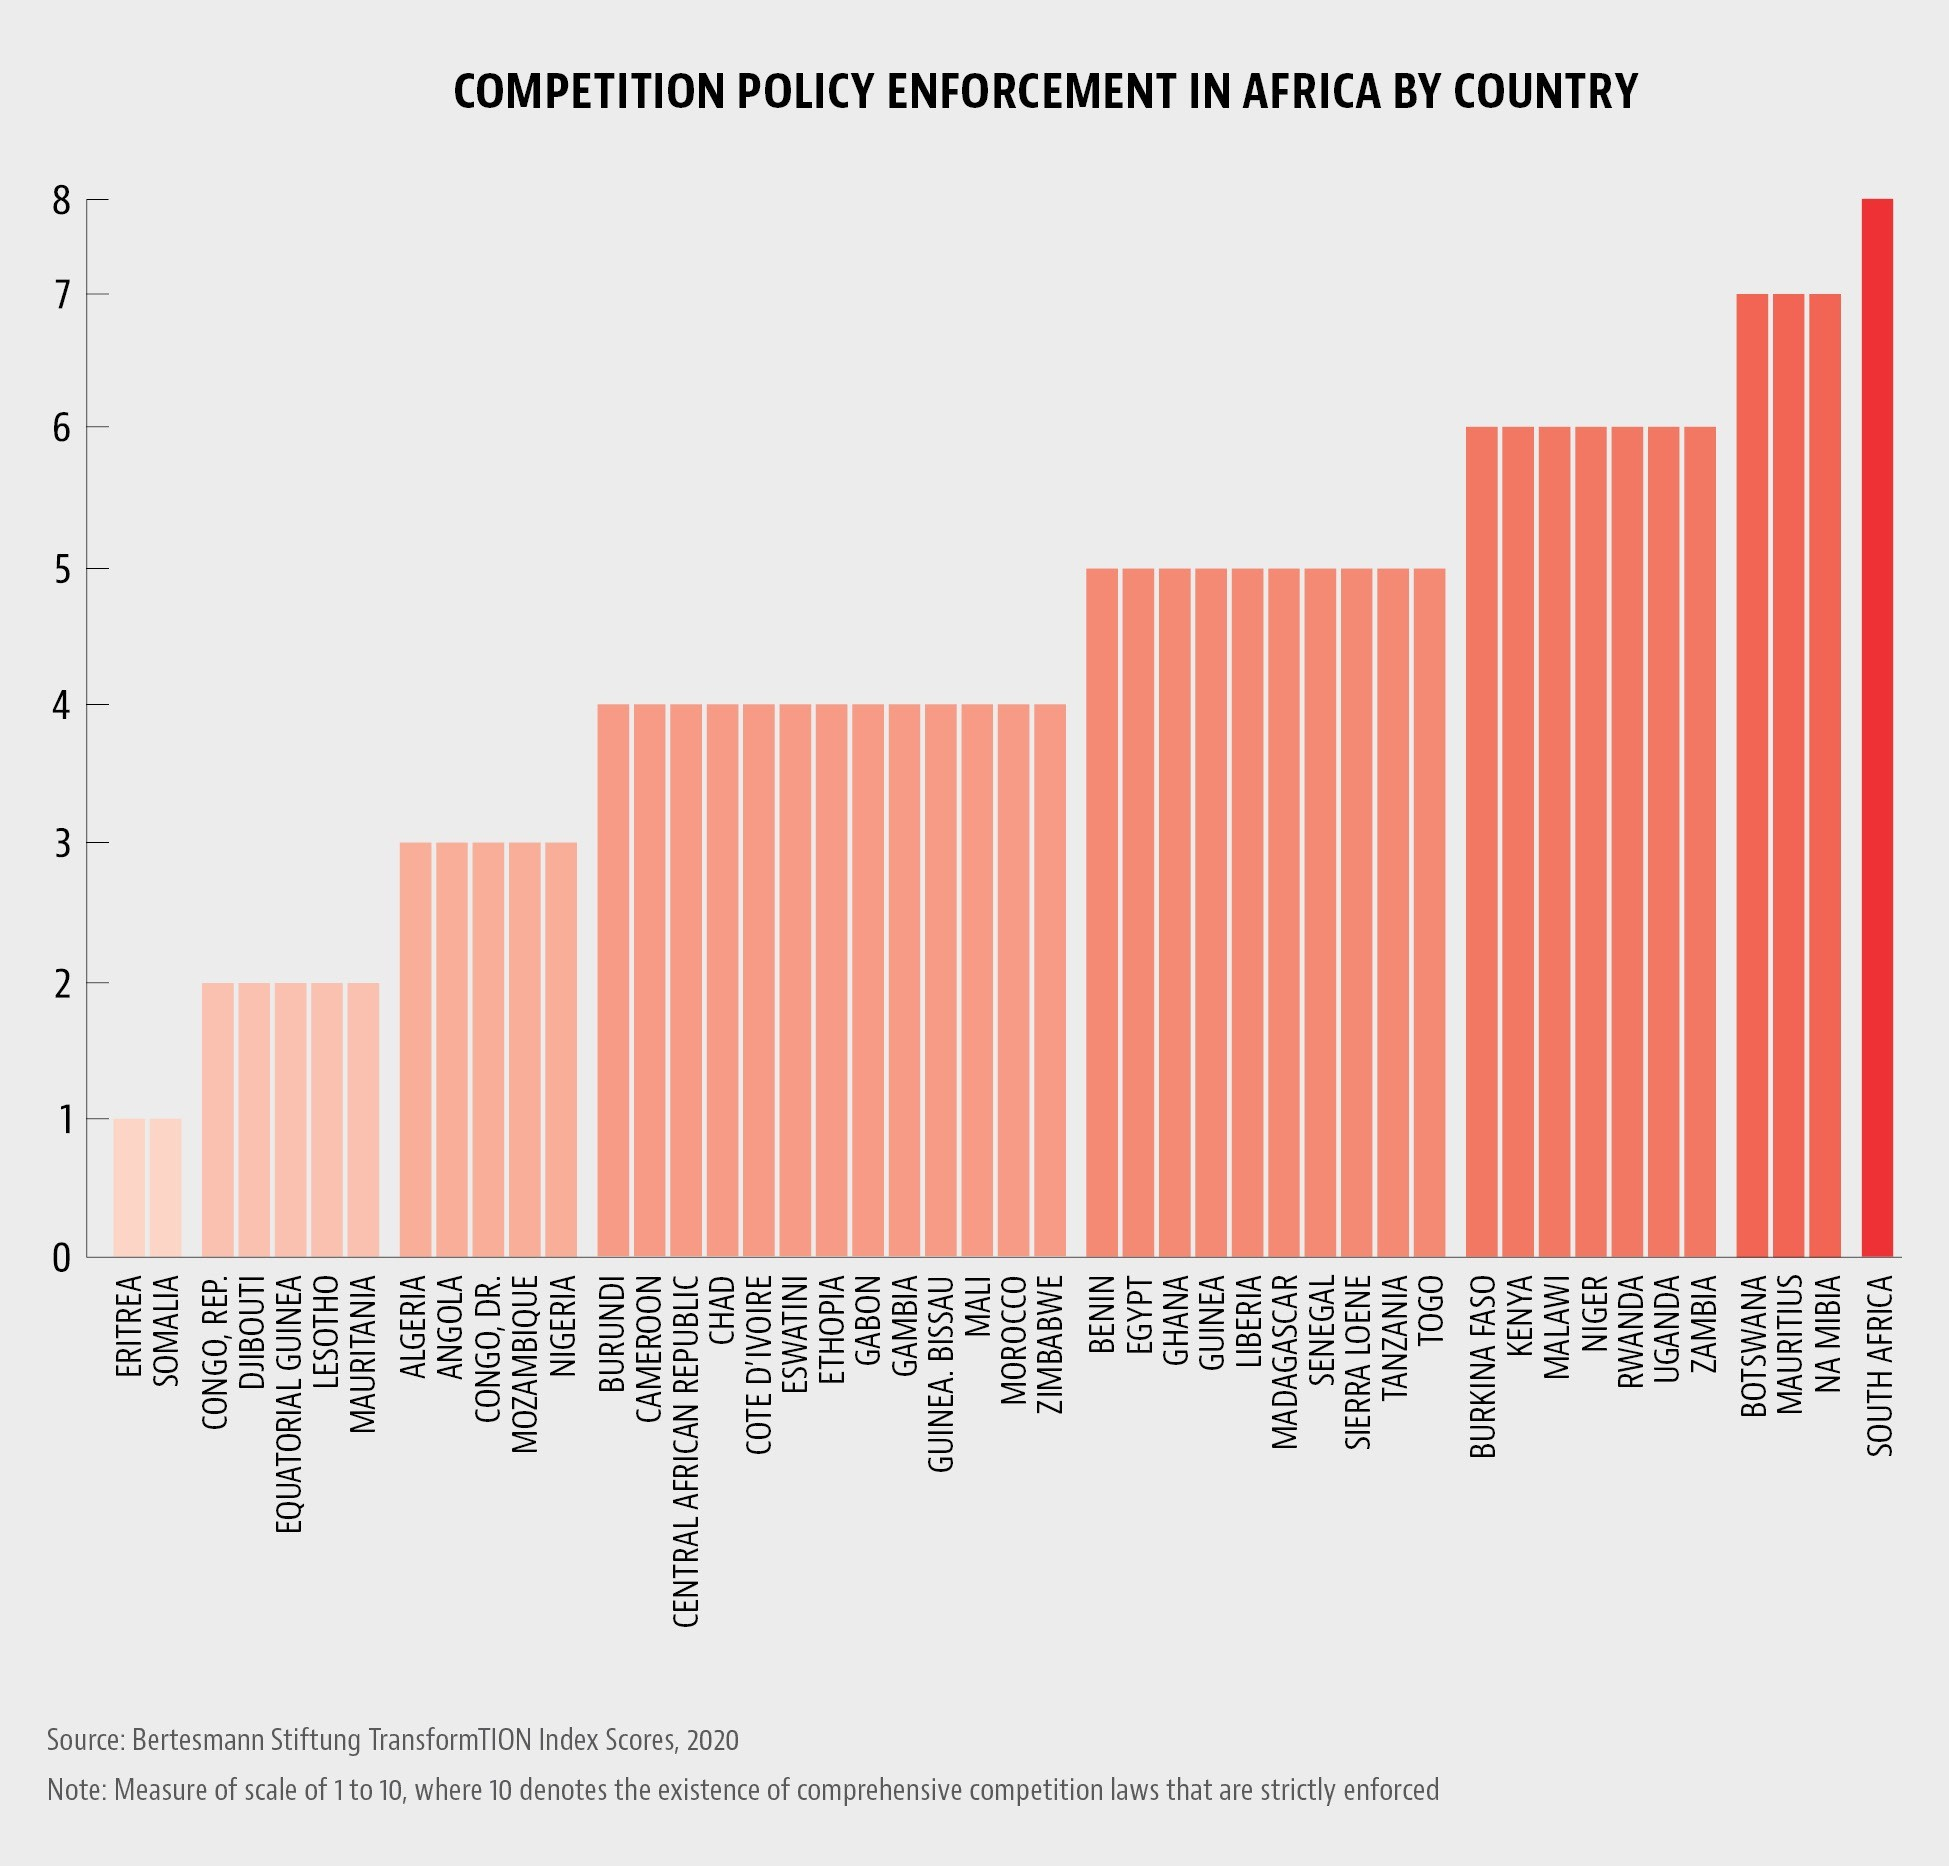 COMPETITION POLICY ENFORCEMENT IN AFRICA BY COUNTRY
8
7
6
5
4
3
2
1
0
ERITREA
SOMALIA
CONGO, REP.
DJIBOUTI
EQUATORIAL GUINEA
LESOTHO
MAURITANIA
ALGERIA
ANGOLA
CONGO, DR.
MOZAMBIQUE
NIGERIA
BURUNDI
CAMEROON
CENTRAL AFRICAN REPUBLIC
CHAD
COTE D'IVOIRE
ESWATINI
ETHOPIA
GABON
GAMBIA
GUINEA. BISSAU
MALI
MOROCCO
ZIMBABWE
BENIN
EGYPT
GHANA
GUINEA
LIBERIA
MADAGASCAR
SENEGAL
SIERRA LOENE
TANZANIA
TOGO
BURKINA FASO
KENYA
MALAWI
NIGER
RWANDA
UGANDA
ZAMBIA
BOTSWANA
MAURITIUS
NA MIBIA
SOUTH AFRICA
Source: Bertesmann Stiftung TransformTION Index Scores, 2020
Note: Measure of scale of 1 to 10, where 10 denotes the existence of comprehensive competition laws that are strictly enforced